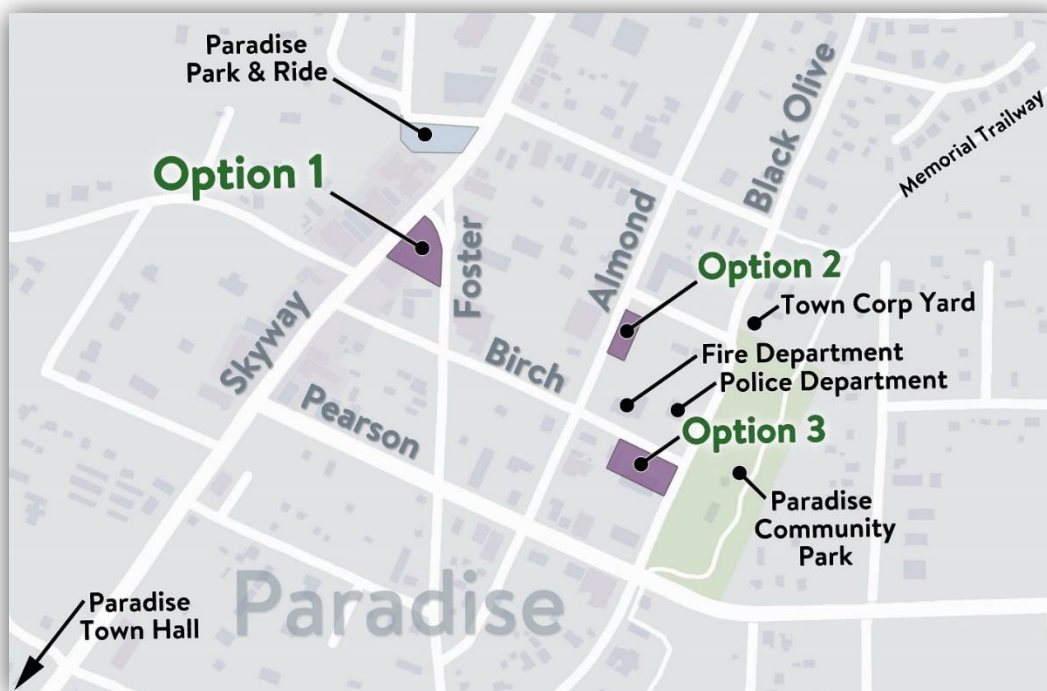 Paradise
Park & Ride
Option 1
Black Olive
Memorial Trailway
Almond
Foster
Option 2
Town Corp Yard
Skyway
Birch
Fire Department
Police Department
Pearson
Option 3
Paradise
Community
Park
Paradise
Paradise
Town Hall